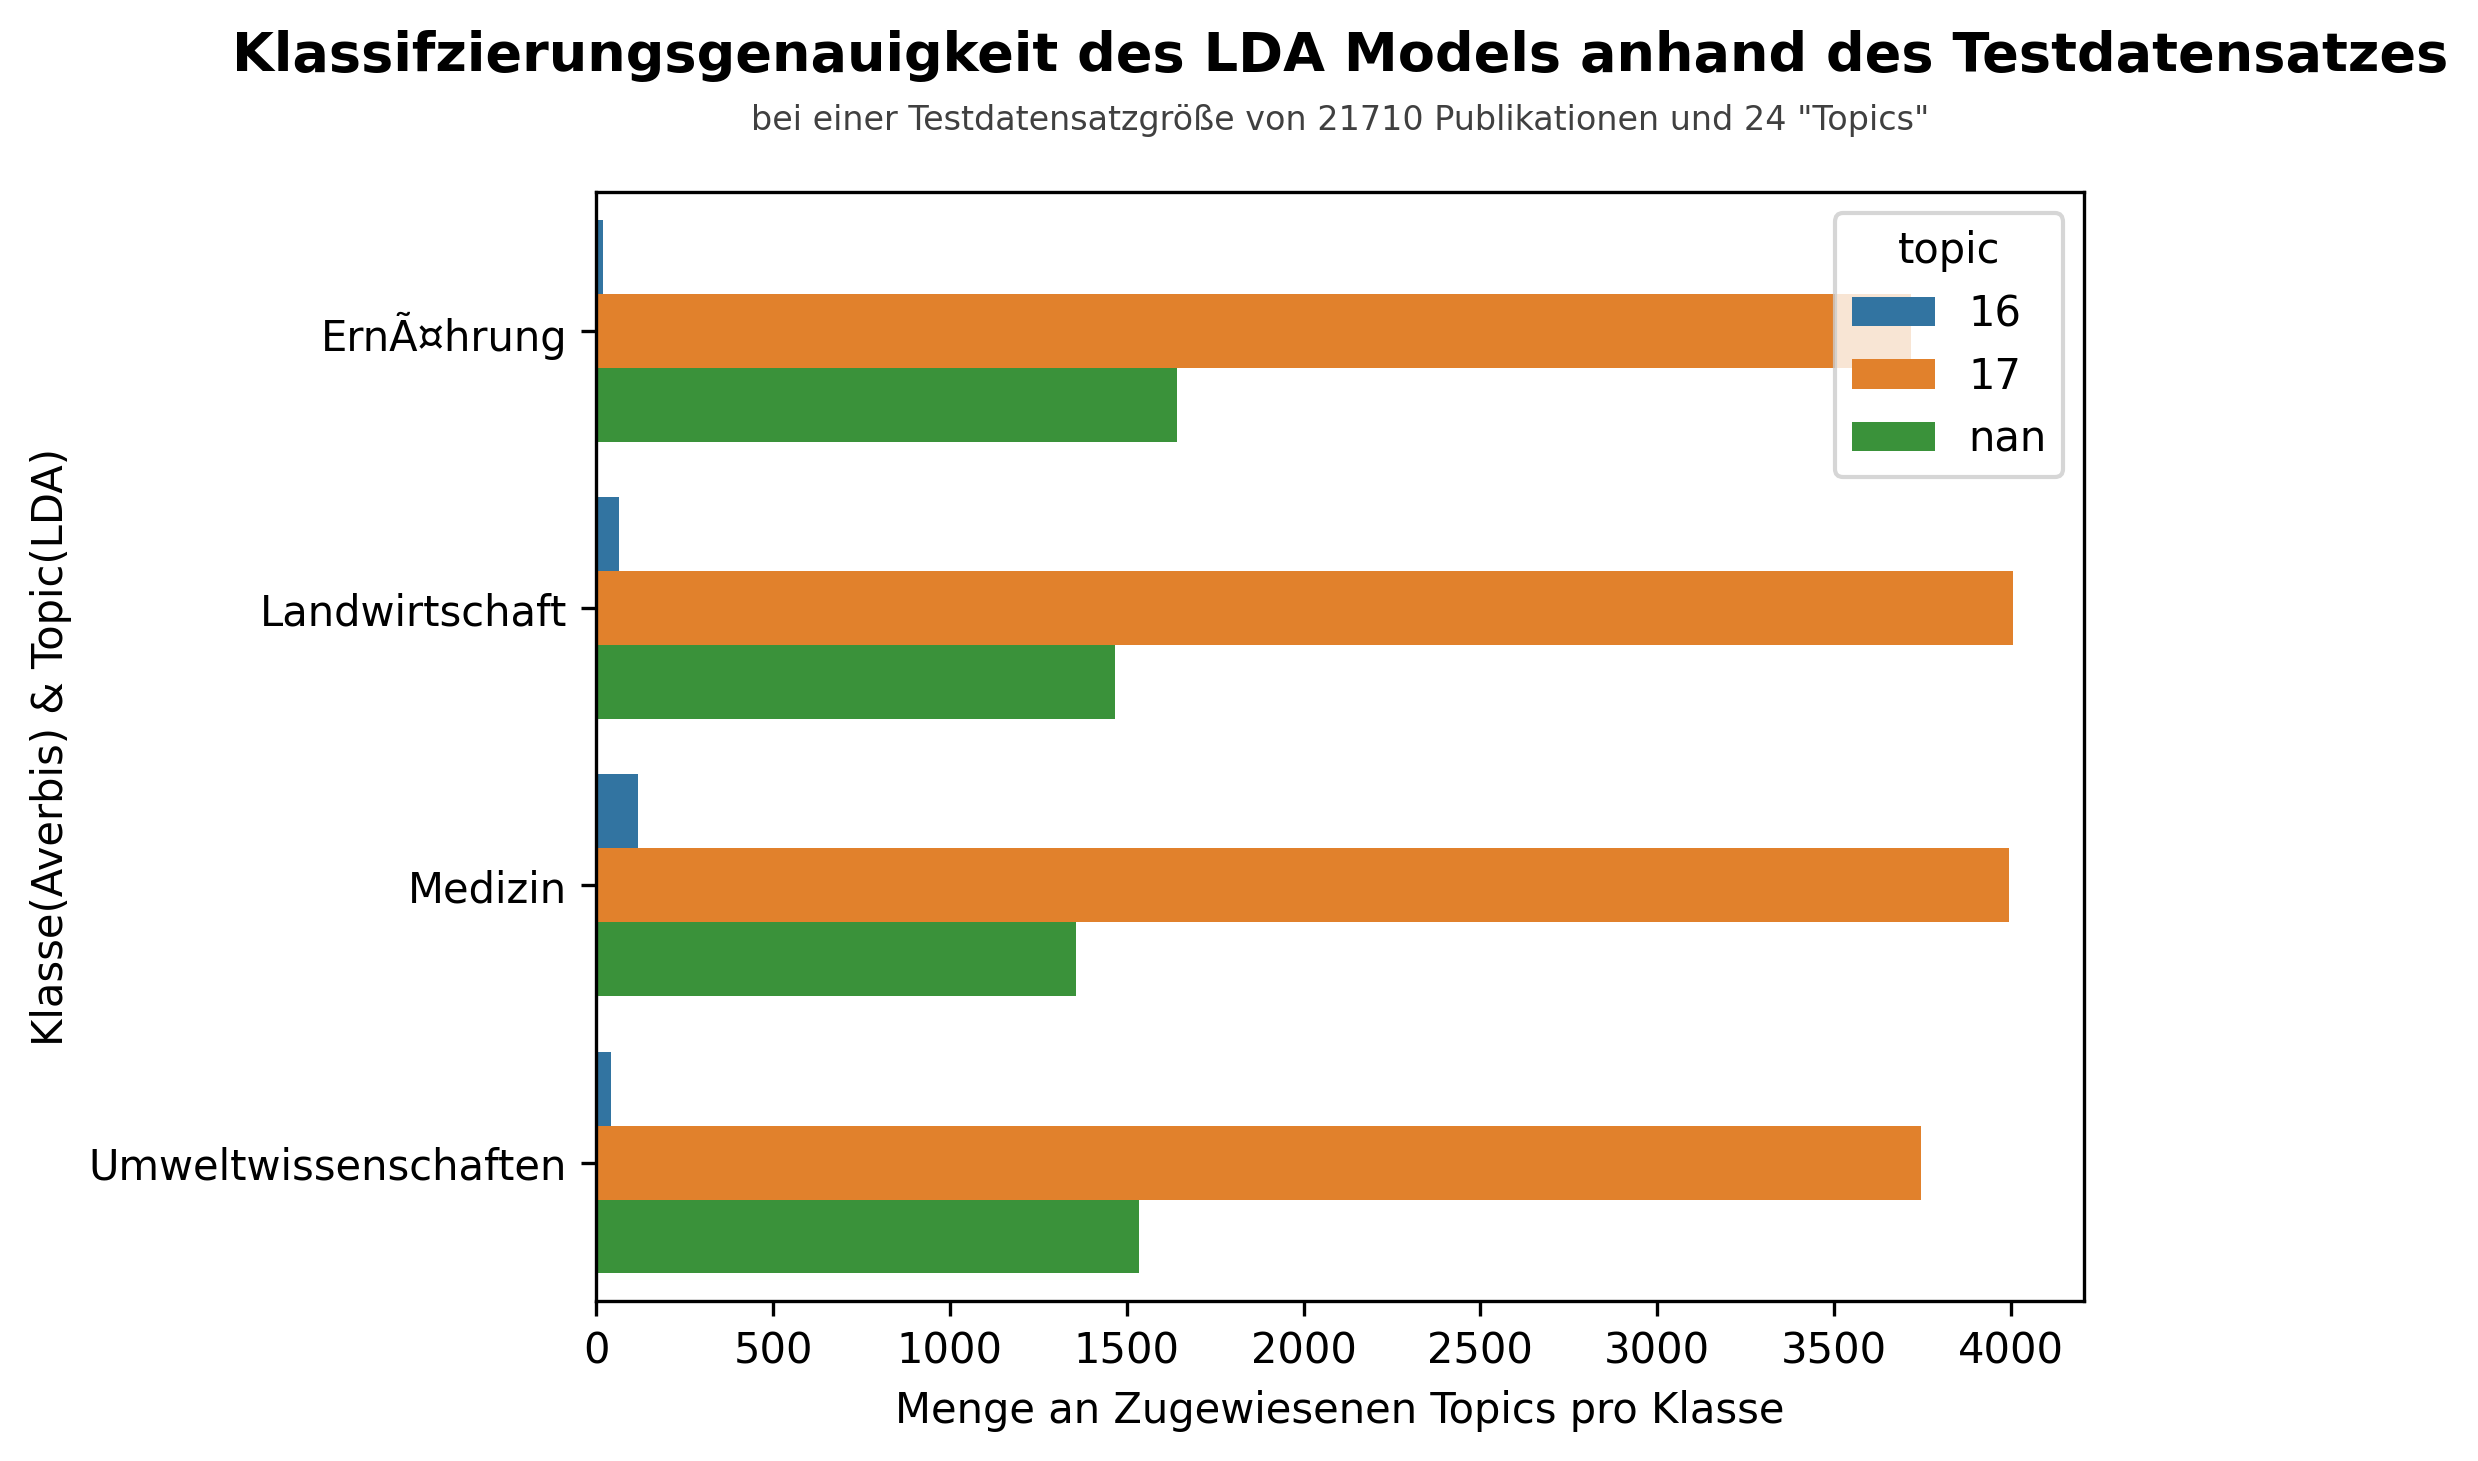 Klassifzierungsgenauigkeit des LDA Models anhand des Testdatensatzes
bei einer Testdatensatzgröße von 21710 Publikationen und 24 "Topics"
topic
16
17
nan
Klasse(Averbis) & Topic(LDA)
ErnÃ¤hrung
Landwirtschaft
Medizin
Umweltwissenschaften
0 500 1000 1500 2000 2500 3000 3500 4000
Menge an Zugewiesenen Topics pro Klasse